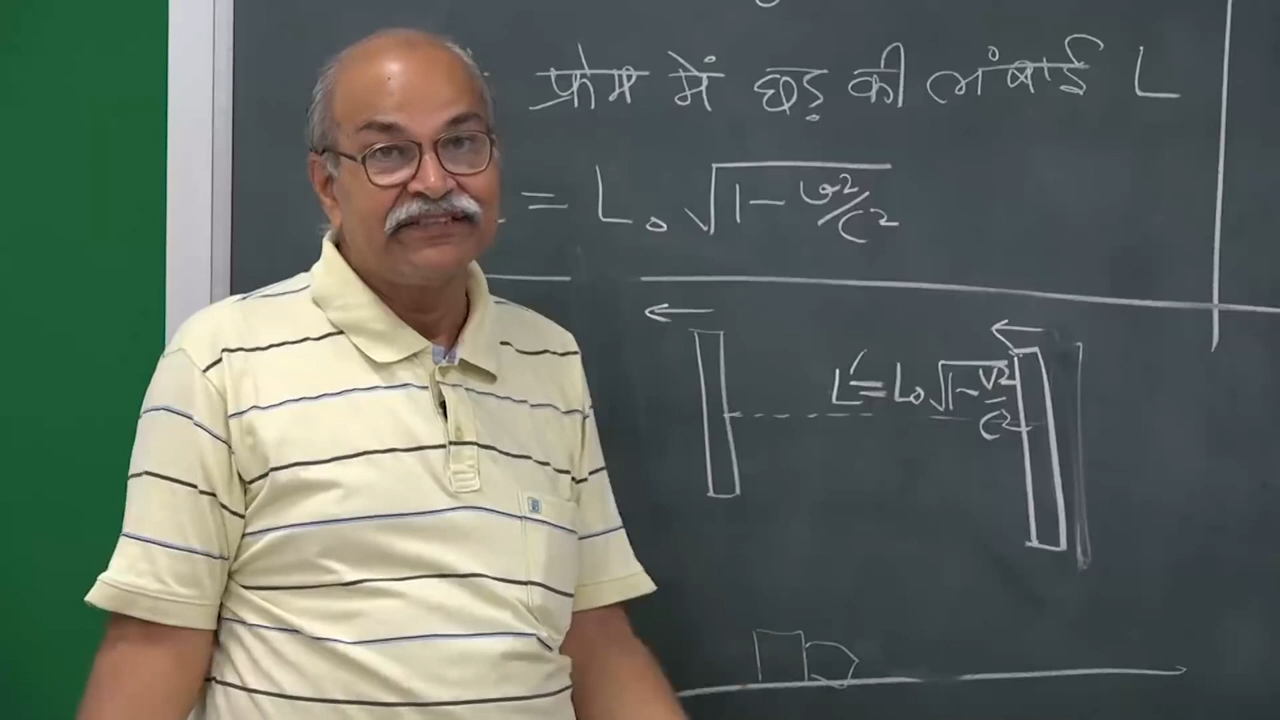 फ्रेम में छड़ की लंबाई L
= L₀ √1 - v²/c²
L' = L₀ √1 - v²/c²